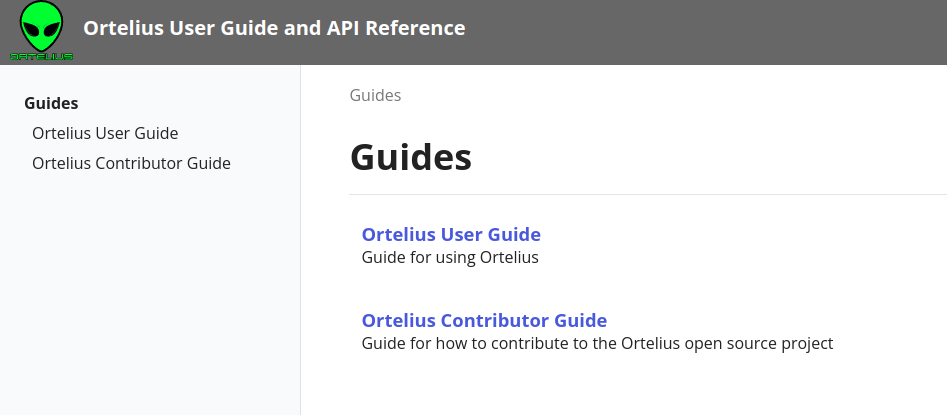 ORTELIUS
Ortelius User Guide and API Reference
Guides
Ortelius User Guide
Ortelius Contributor Guide
Guides
Guides
Ortelius User Guide
Guide for using Ortelius
Ortelius Contributor Guide
Guide for how to contribute to the Ortelius open source project